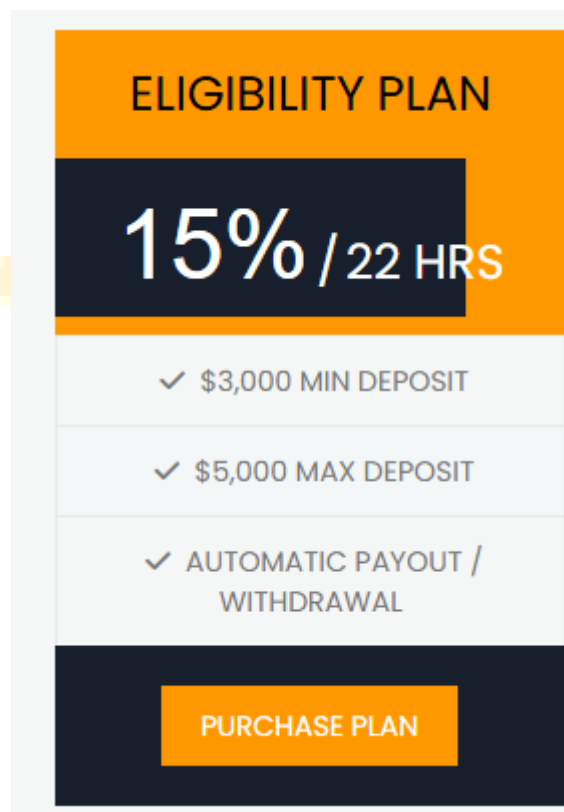 ELIGIBILITY PLAN
15% / 22 HRS
$3,000 MIN DEPOSIT
$5,000 MAX DEPOSIT
AUTOMATIC PAYOUT /
WITHDRAWAL
PURCHASE PLAN